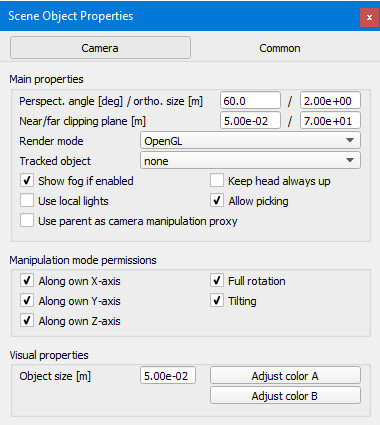 Scene Object Properties x
Camera Common
Main properties
Perspect. angle [deg] / ortho. size [m] 60.0 / 2.00e+00
Near/far clipping plane [m] 5.00e-02 / 7.00e+01
Render mode OpenGL
Tracked object none
Show fog if enabled Keep head always up
Use local lights Allow picking
Use parent as camera manipulation proxy
Manipulation mode permissions
Along own X-axis Full rotation
Along own Y-axis Tilting
Along own Z-axis
Visual properties
Object size [m] 5.00e-02 Adjust color A
Adjust color B